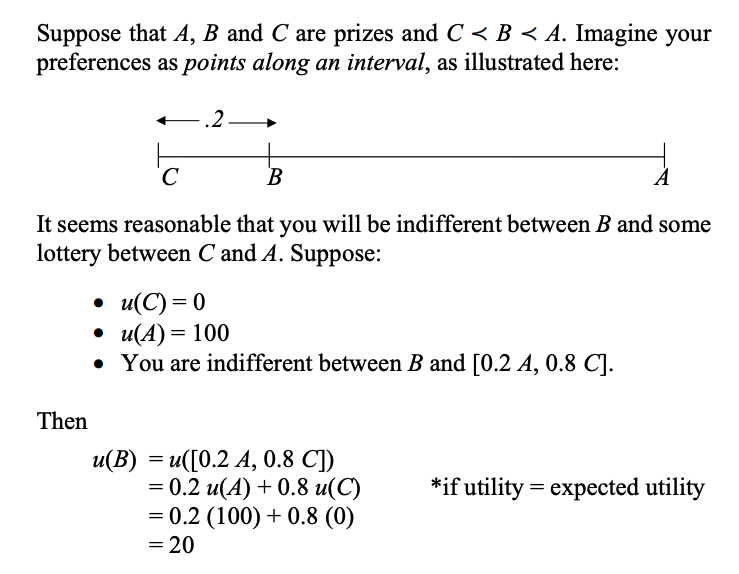 Suppose that A, B and C are prizes and C ≺ B ≺ A. Imagine your
preferences as points along an interval, as illustrated here:
.2
C B A
It seems reasonable that you will be indifferent between B and some
lottery between C and A. Suppose:
• u(C) = 0
• u(A) = 100
• You are indifferent between B and [0.2 A, 0.8 C].
Then
u(B) = u([0.2 A, 0.8 C])
= 0.2 u(A) + 0.8 u(C) *if utility = expected utility
= 0.2 (100) + 0.8 (0)
= 20